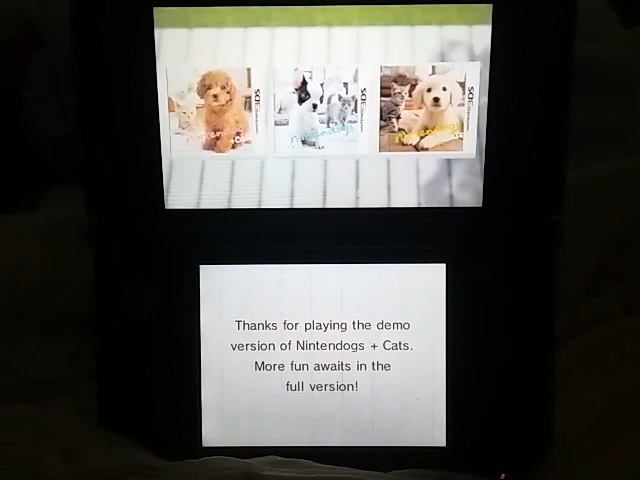 Thanks for playing the demo
version of Nintendogs + Cats.
More fun awaits in the
full version!